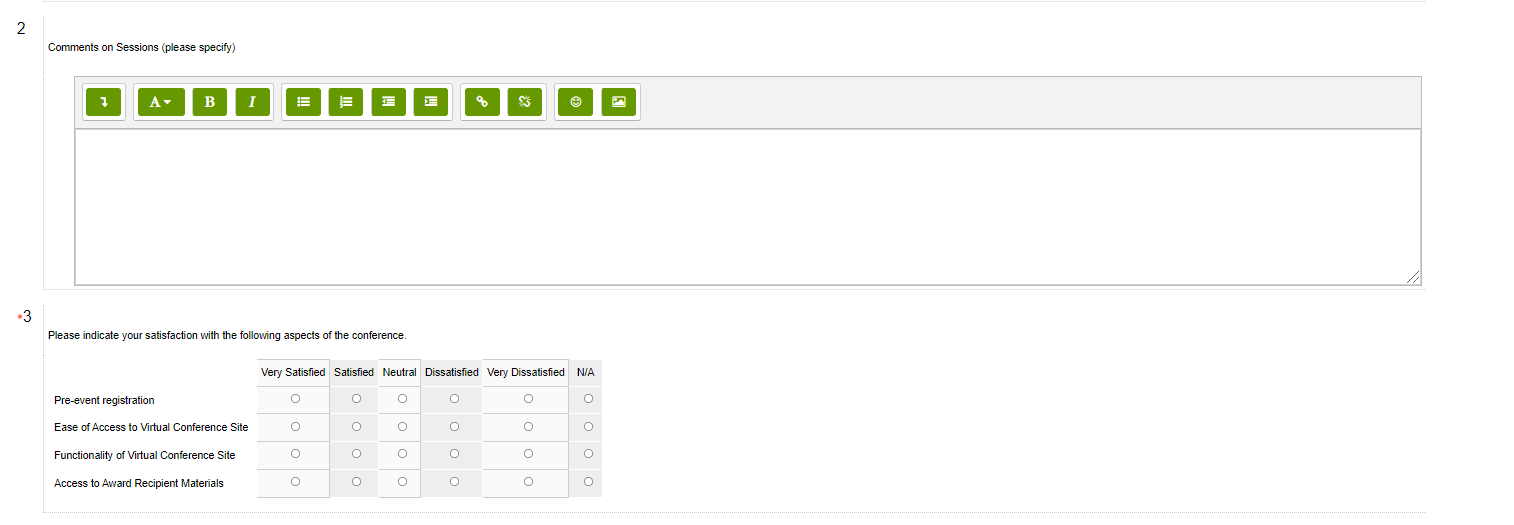 2
Comments on Sessions (please specify)
A B I
*3
Please indicate your satisfaction with the following aspects of the conference.
Very Satisfied Satisfied Neutral Dissatisfied Very Dissatisfied N/A
Pre-event registration
Ease of Access to Virtual Conference Site
Functionality of Virtual Conference Site
Access to Award Recipient Materials